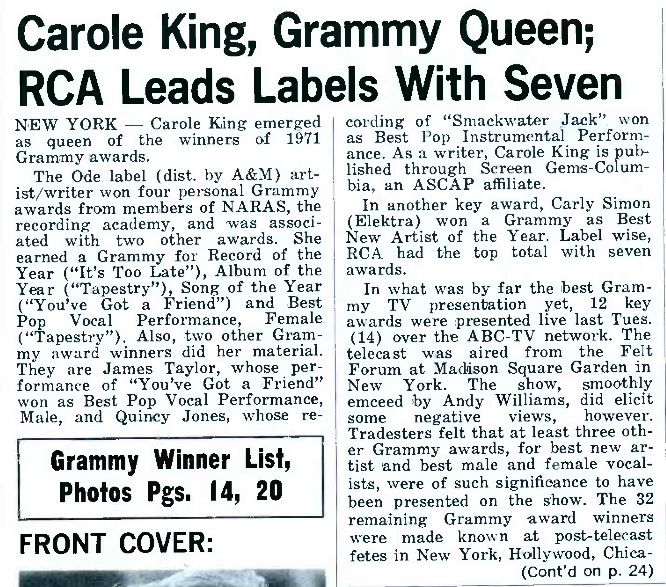 Carole King, Grammy Queen;
RCA Leads Labels With Seven
NEW YORK — Carole King emerged
as queen of the winners of 1971
Grammy awards.
The Ode label (dist. by A&M) art-
ist/writer won four personal Grammy
awards from members of NARAS, the
recording academy, and was associ-
ated with two other awards. She
earned a Grammy for Record of the
Year ("It's Too Late"), Album of the
Year ("Tapestry"), Song of the Year
("You've Got a Friend") and Best
Pop Vocal Performance, Female
("Tapestry"). Also, two other Gram-
my award winners did her material.
They are James Taylor, whose per-
formance of "You've Got a Friend"
won as Best Pop Vocal Performance,
Male, and Quincy Jones, whose re-
Grammy Winner List,
Photos Pgs. 14, 20
FRONT COVER:
cording of "Smackwater Jack" won
as Best Pop Instrumental Perform-
ance. As a writer, Carole King is pub-
lished through Screen Gems-Colum-
bia, an ASCAP affiliate.
In another key award, Carly Simon
(Elektra) won a Grammy as Best
New Artist of the Year. Label wise,
RCA had the top total with seven
awards.
In what was by far the best Gram-
my TV presentation yet, 12 key
awards were presented live last Tues.
(14) over the ABC-TV network. The
telecast was aired from the Felt
Forum at Madison Square Garden in
New York. The show, smoothly
emceed by Andy Williams, did elicit
some negative views, however.
Tradesters felt that at least three oth-
er Grammy awards, for best new ar-
tist and best male and female vocal-
ists, were of such significance to have
been presented on the show. The 32
remaining Grammy award winners
were made known at post-telecast
fetes in New York, Hollywood, Chica-
(Cont'd on p. 24)